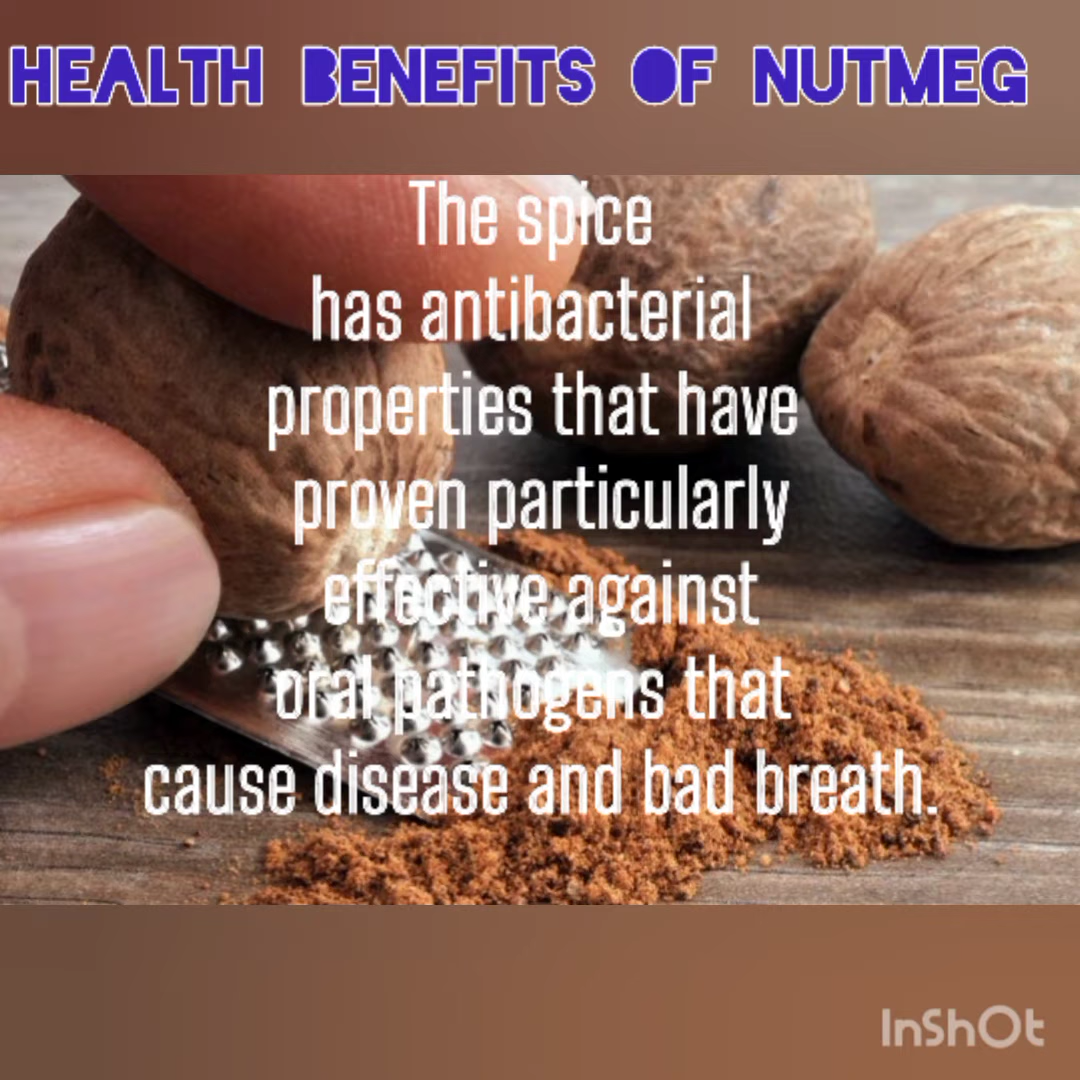 HEALTH BENEFITS OF NUTMEG
The spice
has antibacterial
properties that have
proven particularly
effective against
oral pathogens that
cause disease and bad breath.
InShOt